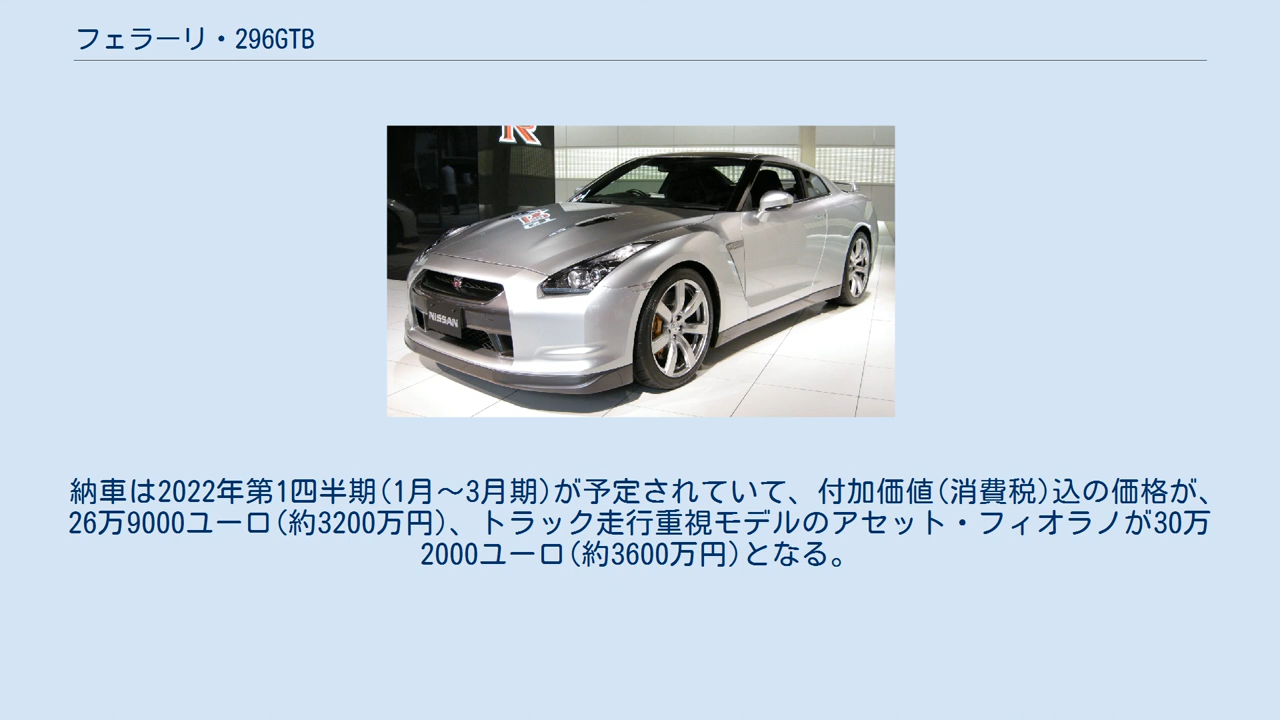 フェラーリ・296GTB
R
NISSAN
納車は2022年第1四半期(1月～3月期)が予定されていて、付加価値(消費税)込の価格が、
26万9000ユーロ(約3200万円)、トラック走行重視モデルのアセット・フィオラノが30万
2000ユーロ(約3600万円)となる。